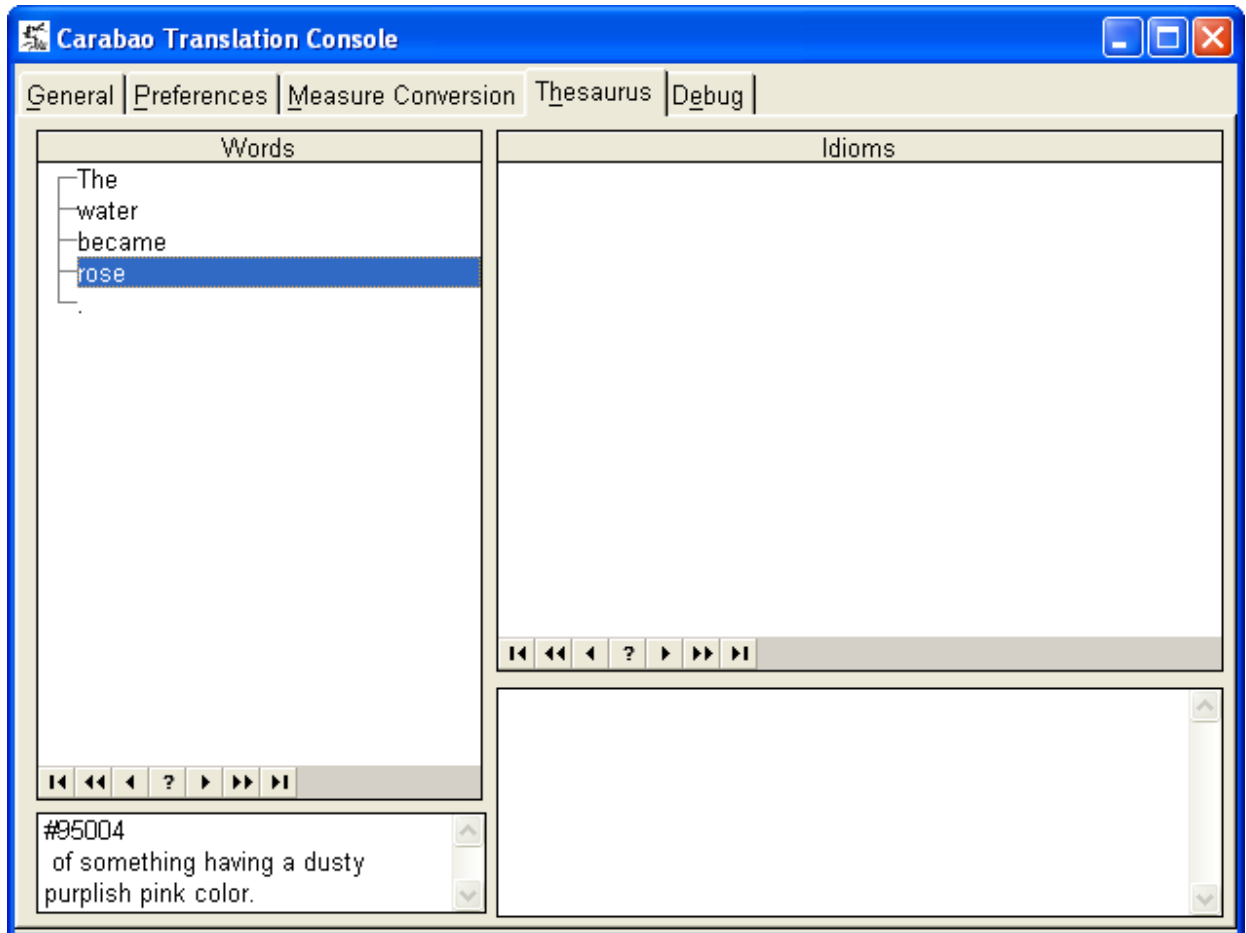 Carabao Translation Console
General Preferences Measure Conversion Thesaurus Debug
Words
The
water
became
rose
.
?
#95004
of something having a dusty
purplish pink color.
Idioms
?